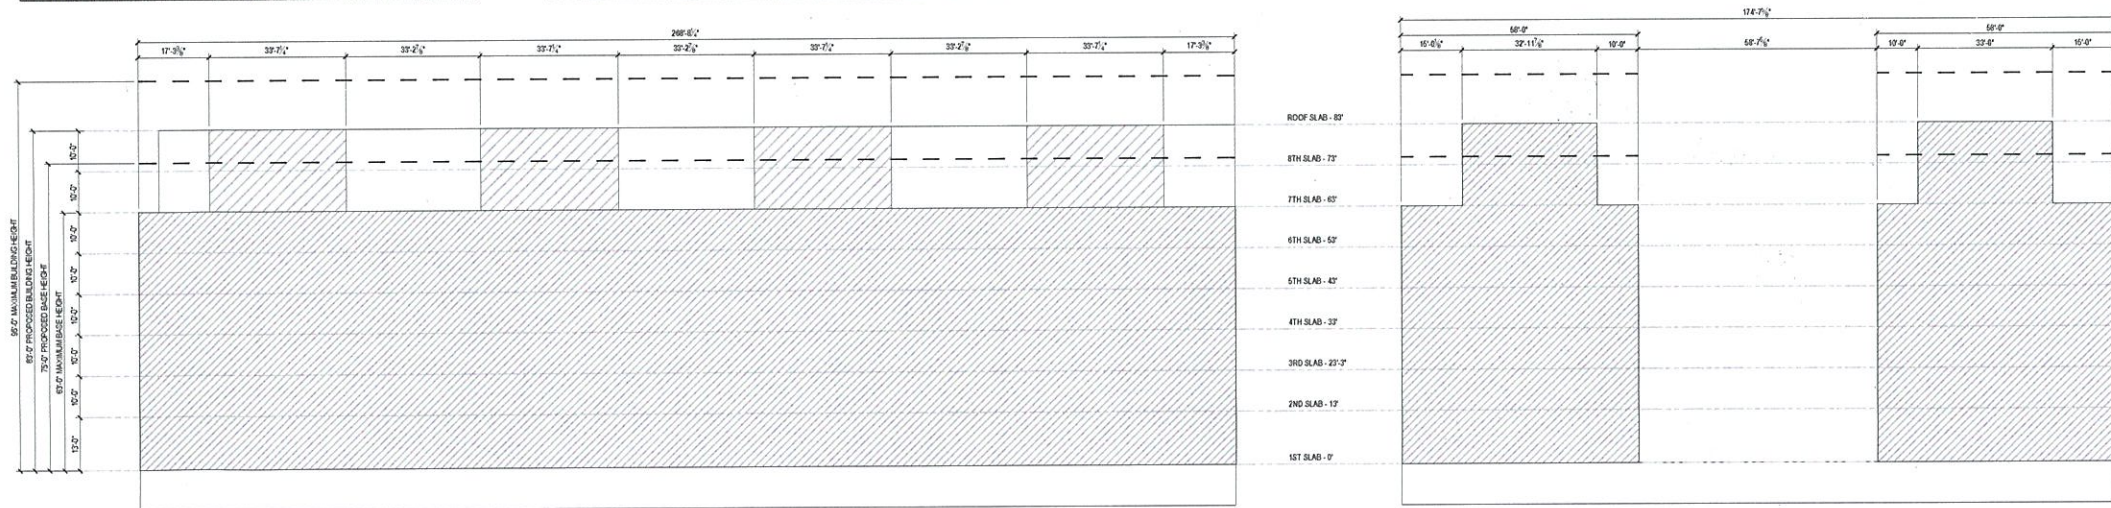 268'-8¼"
17'-3⅜" 33'-7¼" 33'-2⅞" 33'-7¼" 33'-2⅞" 33'-7¼" 33'-2⅞" 33'-7¼" 17'-3⅜"
174'-7⅝"
58'-0" 58'-0"
15'-0⅛" 32'-11⅞" 10'-0" 58'-7⅝" 10'-0" 33'-0" 15'-0"
95'-0" MAXIMUM BUILDING HEIGHT
83'-0" PROPOSED BUILDING HEIGHT
75'-0" PROPOSED BASE HEIGHT
63'-0" MAXIMUM BASE HEIGHT
10'-0"
10'-0"
10'-0"
10'-0"
10'-0"
10'-0"
10'-0"
13'-0"
ROOF SLAB - 83'
8TH SLAB - 73'
7TH SLAB - 63'
6TH SLAB - 53'
5TH SLAB - 43'
4TH SLAB - 33'
3RD SLAB - 23'-3"
2ND SLAB - 13'
1ST SLAB - 0'